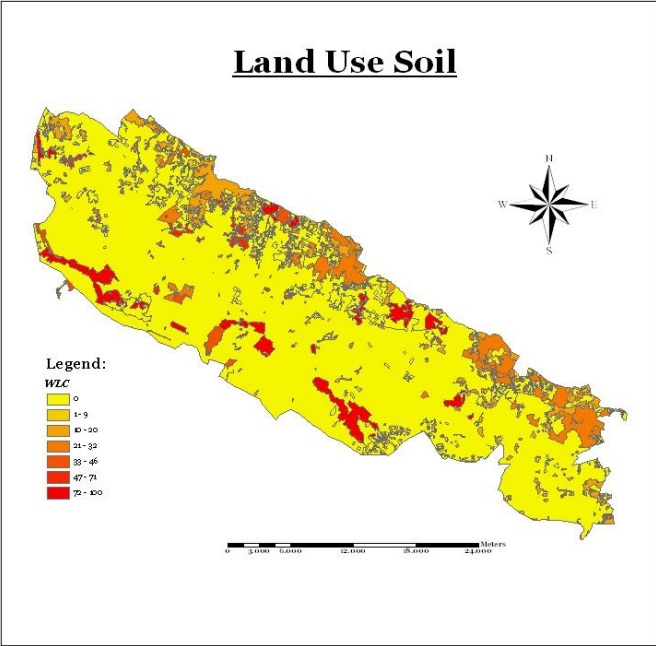 Land Use Soil
N
W E
S
Legend:
WLC
0
1 - 9
10 - 20
21 - 32
33 - 46
47 - 71
72 - 100
Meters
0 3.000 6.000 12.000 18.000 24.000